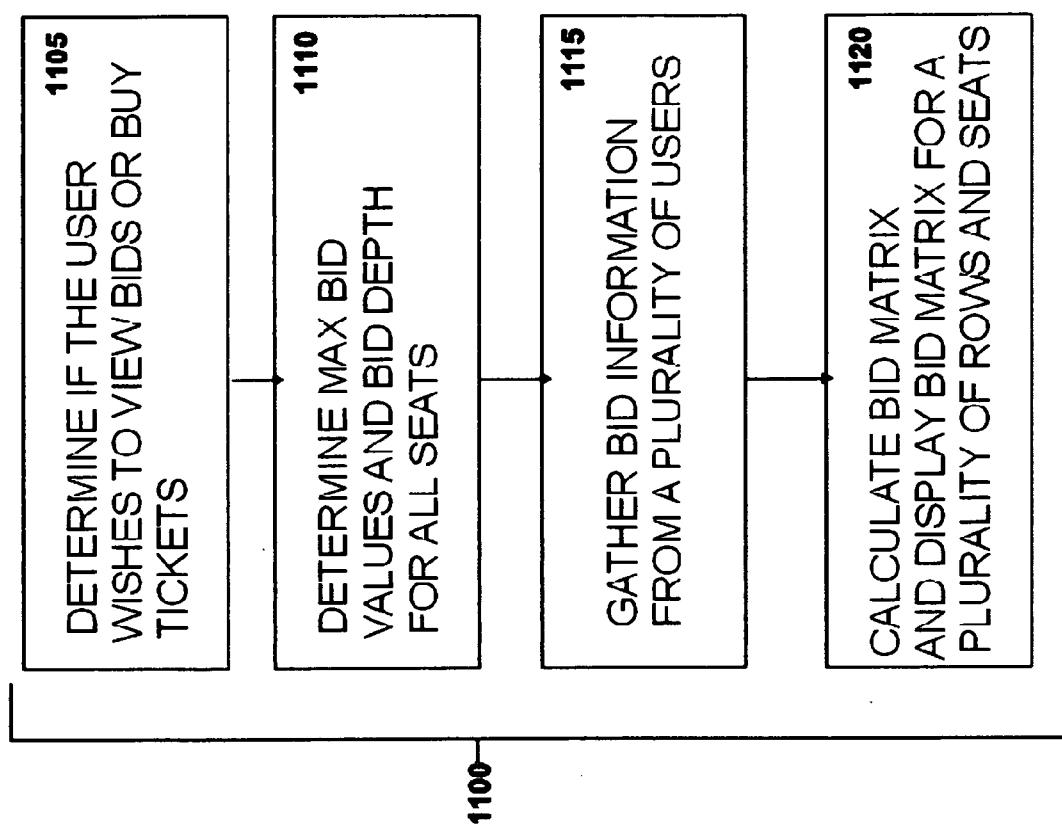 1105
DETERMINE IF THE USER
WISHES TO VIEW BIDS OR BUY
TICKETS
1110
DETERMINE MAX BID
VALUES AND BID DEPTH
FOR ALL SEATS
1115
GATHER BID INFORMATION
FROM A PLURALITY OF USERS
1120
CALCULATE BID MATRIX
AND DISPLAY BID MATRIX FOR A
PLURALITY OF ROWS AND SEATS
1100